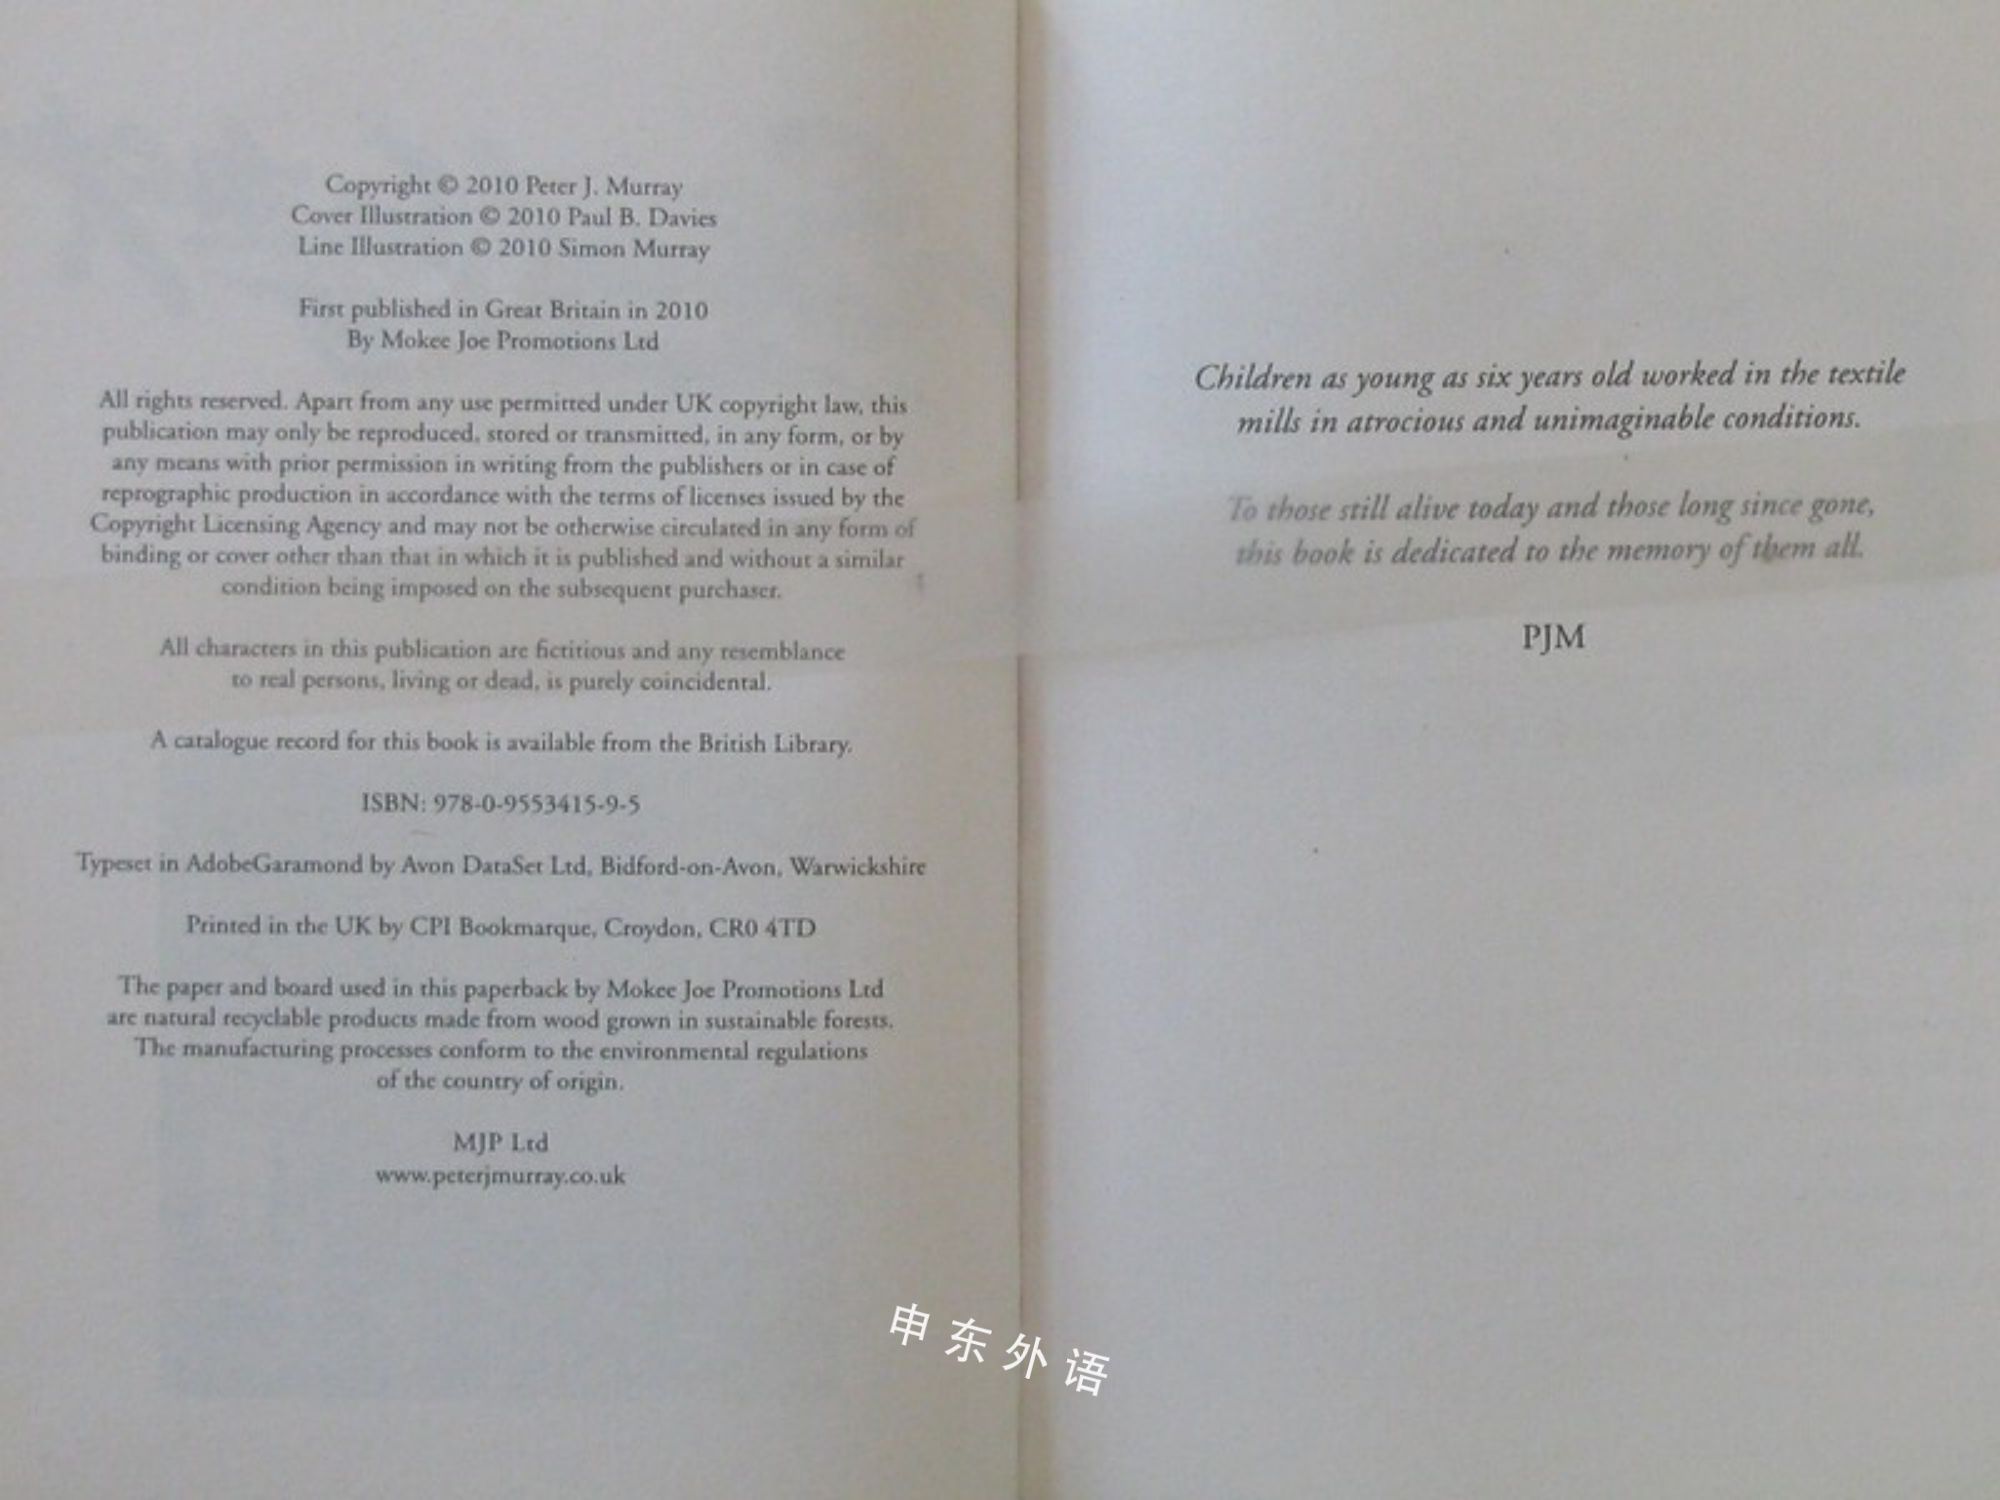 Copyright © 2010 Peter J. Murray
Cover Illustration © 2010 Paul B. Davies
Line Illustration © 2010 Simon Murray
First published in Great Britain in 2010
By Mokee Joe Promotions Ltd
All rights reserved. Apart from any use permitted under UK copyright law, this
publication may only be reproduced, stored or transmitted, in any form, or by
any means with prior permission in writing from the publishers or in case of
reprographic production in accordance with the terms of licenses issued by the
Copyright Licensing Agency and may not be otherwise circulated in any form of
binding or cover other than that in which it is published and without a similar
condition being imposed on the subsequent purchaser.
All characters in this publication are fictitious and any resemblance
to real persons, living or dead, is purely coincidental.
A catalogue record for this book is available from the British Library.
ISBN: 978-0-9553415-9-5
Typeset in AdobeGaramond by Avon DataSet Ltd, Bidford-on-Avon, Warwickshire
Printed in the UK by CPI Bookmarque, Croydon, CR0 4TD
The paper and board used in this paperback by Mokee Joe Promotions Ltd
are natural recyclable products made from wood grown in sustainable forests.
The manufacturing processes conform to the environmental regulations
of the country of origin.
MJP Ltd
www.peterjmurray.co.uk
Children as young as six years old worked in the textile
mills in atrocious and unimaginable conditions.
To those still alive today and those long since gone,
this book is dedicated to the memory of them all.
PJM
申东外语